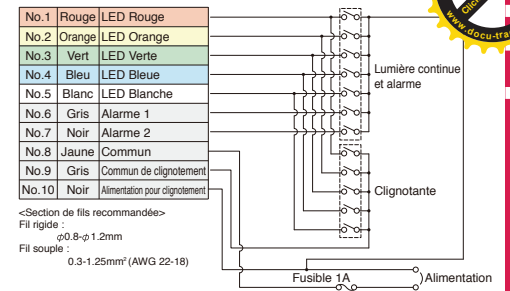 No.1 Rouge LED Rouge
No.2 Orange LED Orange
No.3 Vert LED Verte
No.4 Bleu LED Bleue
No.5 Blanc LED Blanche
No.6 Gris Alarme 1
No.7 Noir Alarme 2
No.8 Jaune Commun
No.9 Gris Commun de clignotement
No.10 Noir Alimentation pour clignotement
Lumière continue
et alarme
Clignotante
Fusible 1A
Alimentation
<Section de fils recommandée>
Fil rigide :
φ0.8-φ1.2mm
Fil souple :
0.3-1.25mm² (AWG 22-18)
Clic
www.docu-tra